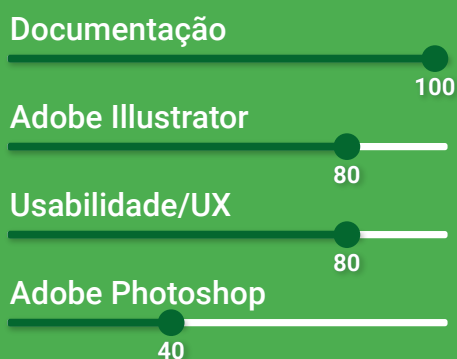 Documentação
100
Adobe Illustrator
80
Usabilidade/UX
80
Adobe Photoshop
40